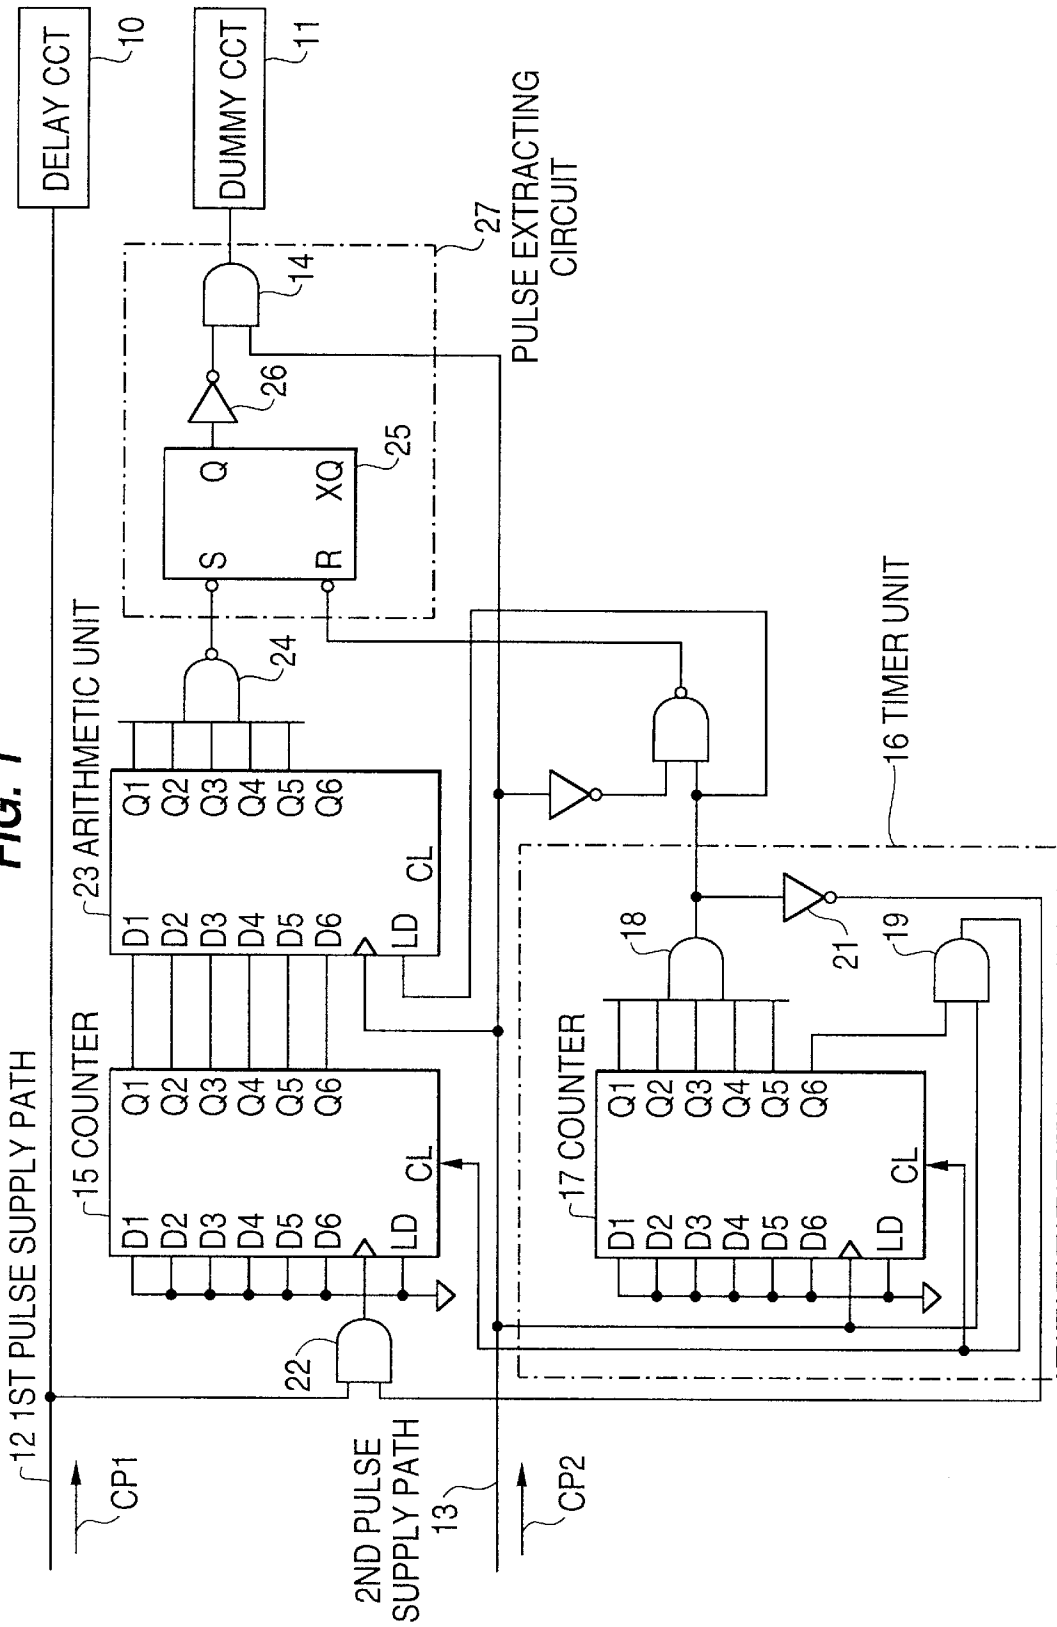 FIG. 1
12 1ST PULSE SUPPLY PATH
CP1
DELAY CCT
10
15 COUNTER
D1 Q1
D2 Q2
D3 Q3
D4 Q4
D5 Q5
D6 Q6
LD CL
22
23 ARITHMETIC UNIT
D1 Q1
D2 Q2
D3 Q3
D4 Q4
D5 Q5
D6 Q6
LD CL
24
S Q
R XQ
25
26
14
DUMMY CCT
11
27
PULSE EXTRACTING
CIRCUIT
2ND PULSE
SUPPLY PATH
13
CP2
17 COUNTER
D1 Q1
D2 Q2
D3 Q3
D4 Q4
D5 Q5
D6 Q6
LD CL
18
19
21
16 TIMER UNIT